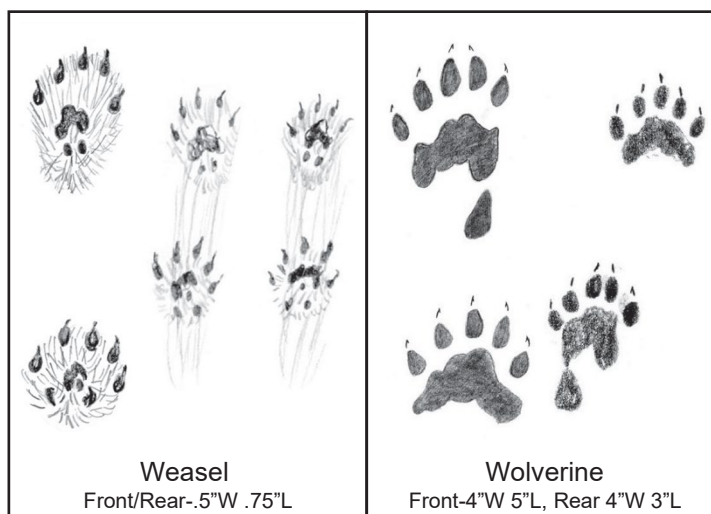 Weasel
Front/Rear-.5”W .75”L
Wolverine
Front-4”W 5”L, Rear 4”W 3”L